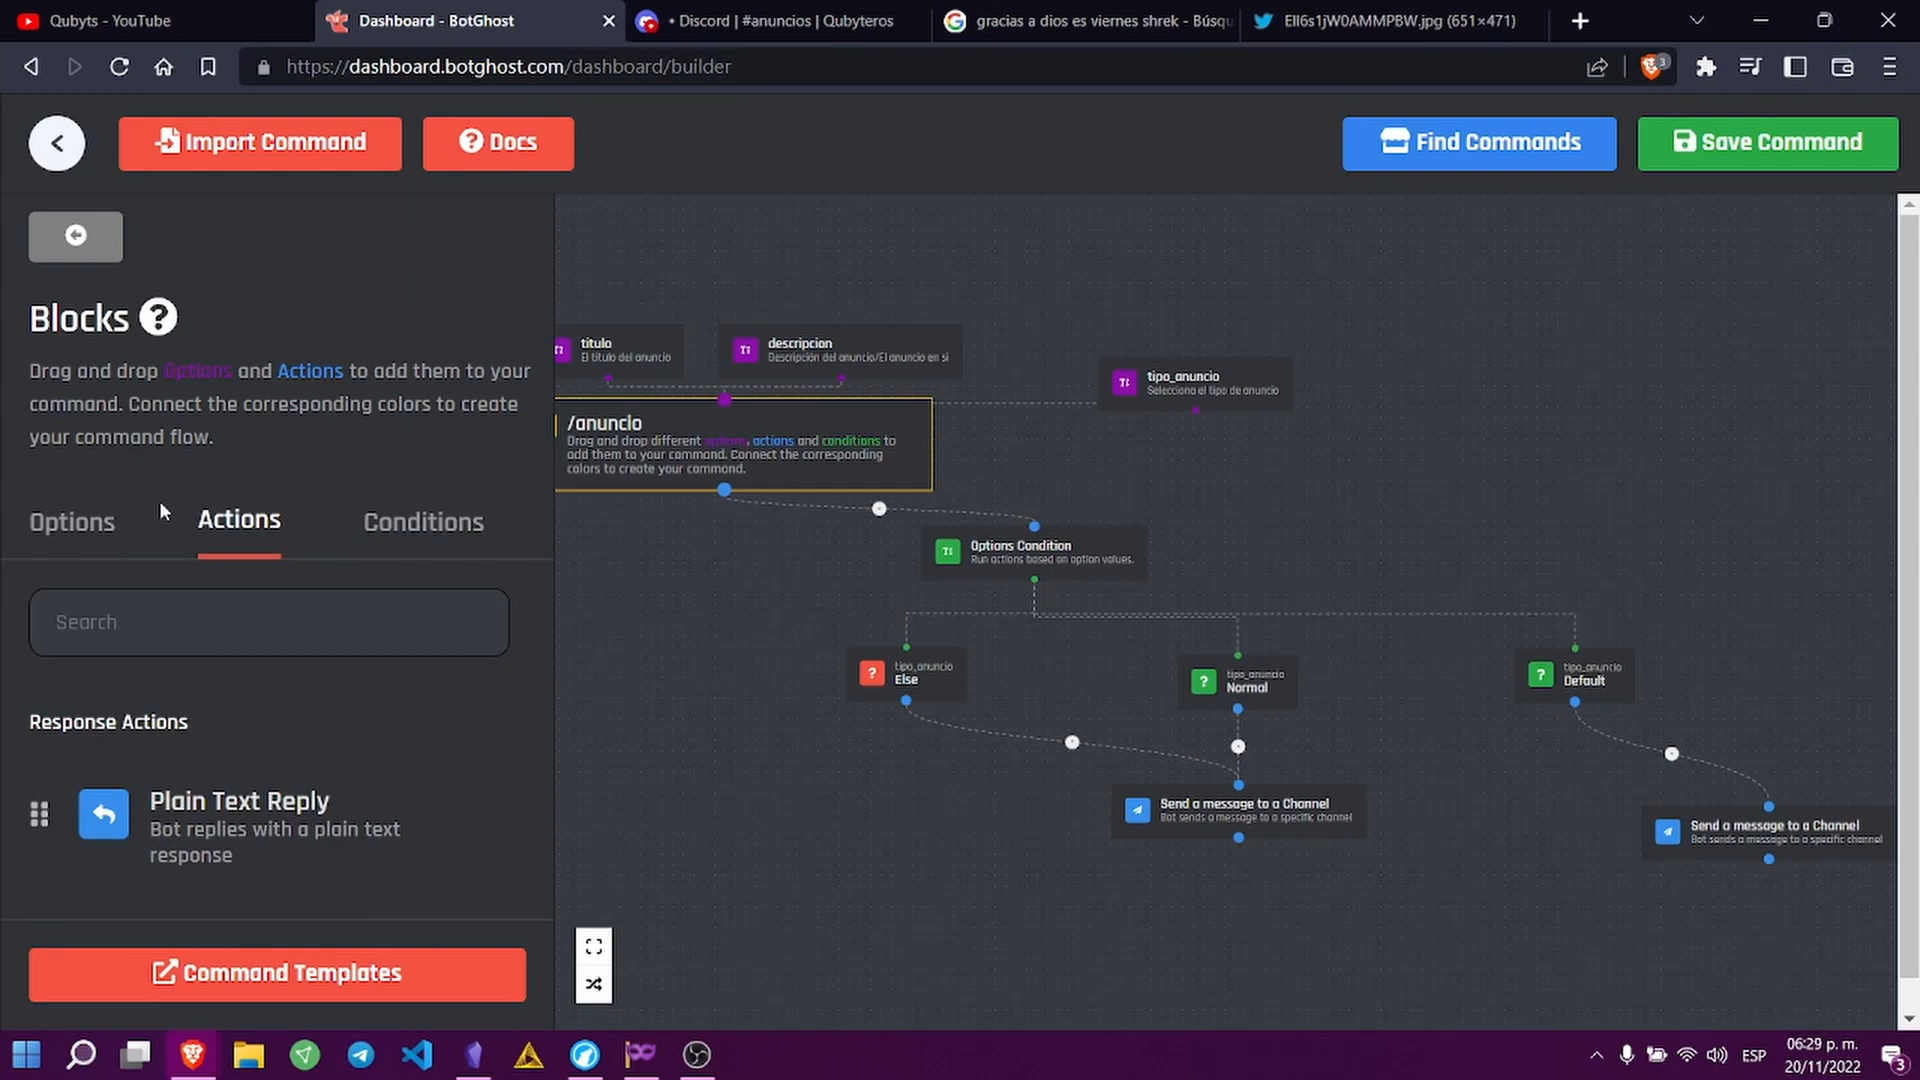 Qubyts - YouTube
Dashboard - BotGhost
• Discord | #anuncios | Qubyteros
gracias a dios es viernes shrek - Búsqu
Ell6s1jW0AMMPBW.jpg (651×471)
https://dashboard.botghost.com/dashboard/builder
3
Import Command
Docs
Find Commands
Save Command
Blocks
Drag and drop Options and Actions to add them to your
command. Connect the corresponding colors to create
your command flow.
Options
Actions
Conditions
Search
Response Actions
Plain Text Reply
Bot replies with a plain text
response
Command Templates
titulo
El titulo del anuncio
descripcion
Descripción del anuncio/El anuncio en si
tipo_anuncio
Selecciona el tipo de anuncio
/anuncio
Drag and drop different options, actions and conditions to
add them to your command. Connect the corresponding
colors to create your command.
Options Condition
Run actions based on option values.
tipo_anuncio
Else
tipo_anuncio
Normal
tipo_anuncio
Default
Send a message to a Channel
Bot sends a message to a specific channel
Send a message to a Channel
Bot sends a message to a specific channel
ESP
06:29 p. m.
20/11/2022
3